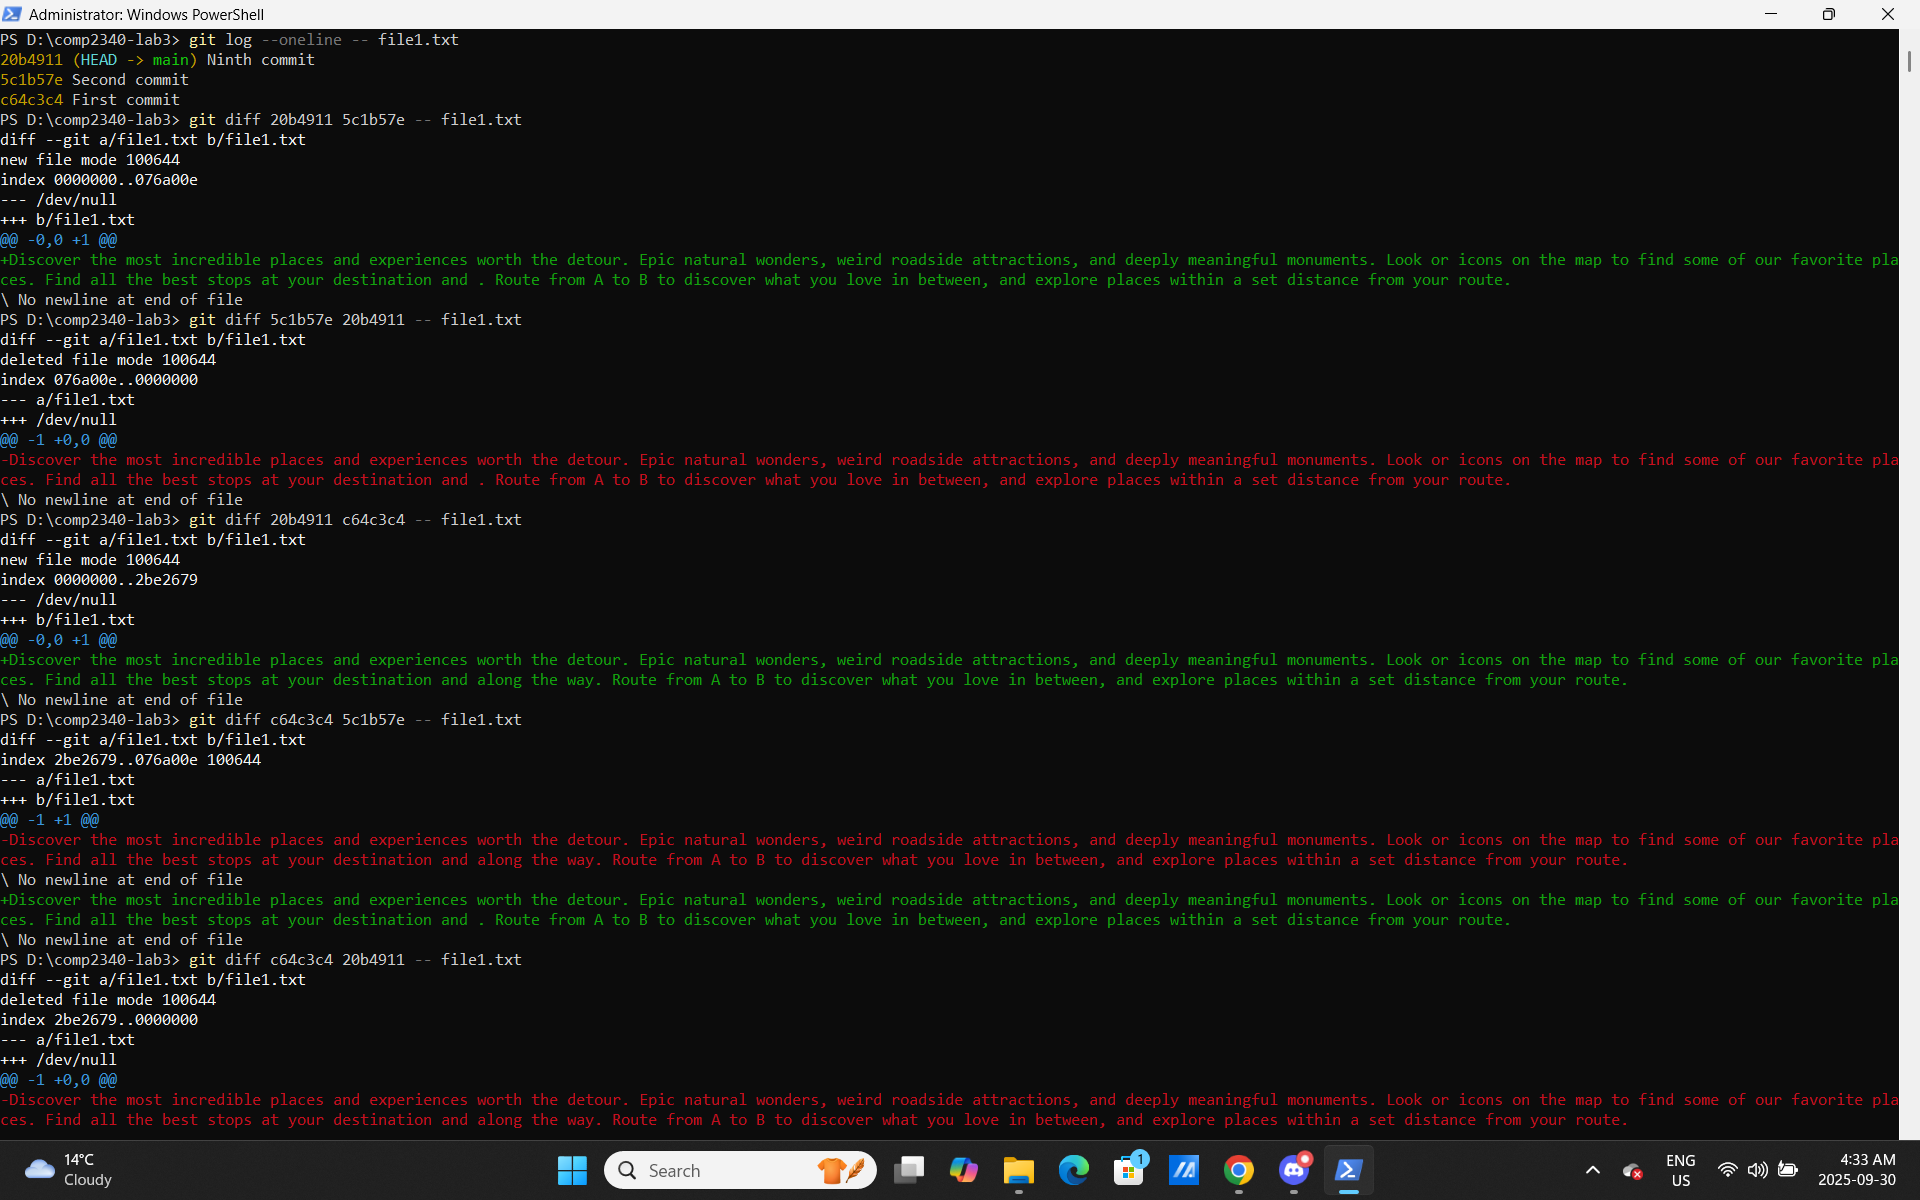 Administrator: Windows PowerShell
PS D:\comp2340-lab3> git log --oneline -- file1.txt
20b4911 (HEAD -> main) Ninth commit
5c1b57e Second commit
c64c3c4 First commit
PS D:\comp2340-lab3> git diff 20b4911 5c1b57e -- file1.txt
diff --git a/file1.txt b/file1.txt
new file mode 100644
index 0000000..076a00e
--- /dev/null
+++ b/file1.txt
@@ -0,0 +1 @@
+Discover the most incredible places and experiences worth the detour. Epic natural wonders, weird roadside attractions, and deeply meaningful monuments. Look or icons on the map to find some of our favorite pla
ces. Find all the best stops at your destination and . Route from A to B to discover what you love in between, and explore places within a set distance from your route.
\ No newline at end of file
PS D:\comp2340-lab3> git diff 5c1b57e 20b4911 -- file1.txt
diff --git a/file1.txt b/file1.txt
deleted file mode 100644
index 076a00e..0000000
--- a/file1.txt
+++ /dev/null
@@ -1 +0,0 @@
-Discover the most incredible places and experiences worth the detour. Epic natural wonders, weird roadside attractions, and deeply meaningful monuments. Look or icons on the map to find some of our favorite pla
ces. Find all the best stops at your destination and . Route from A to B to discover what you love in between, and explore places within a set distance from your route.
\ No newline at end of file
PS D:\comp2340-lab3> git diff 20b4911 c64c3c4 -- file1.txt
diff --git a/file1.txt b/file1.txt
new file mode 100644
index 0000000..2be2679
--- /dev/null
+++ b/file1.txt
@@ -0,0 +1 @@
+Discover the most incredible places and experiences worth the detour. Epic natural wonders, weird roadside attractions, and deeply meaningful monuments. Look or icons on the map to find some of our favorite pla
ces. Find all the best stops at your destination and along the way. Route from A to B to discover what you love in between, and explore places within a set distance from your route.
\ No newline at end of file
PS D:\comp2340-lab3> git diff c64c3c4 5c1b57e -- file1.txt
diff --git a/file1.txt b/file1.txt
index 2be2679..076a00e 100644
--- a/file1.txt
+++ b/file1.txt
@@ -1 +1 @@
-Discover the most incredible places and experiences worth the detour. Epic natural wonders, weird roadside attractions, and deeply meaningful monuments. Look or icons on the map to find some of our favorite pla
ces. Find all the best stops at your destination and along the way. Route from A to B to discover what you love in between, and explore places within a set distance from your route.
\ No newline at end of file
+Discover the most incredible places and experiences worth the detour. Epic natural wonders, weird roadside attractions, and deeply meaningful monuments. Look or icons on the map to find some of our favorite pla
ces. Find all the best stops at your destination and . Route from A to B to discover what you love in between, and explore places within a set distance from your route.
\ No newline at end of file
PS D:\comp2340-lab3> git diff c64c3c4 20b4911 -- file1.txt
diff --git a/file1.txt b/file1.txt
deleted file mode 100644
index 2be2679..0000000
--- a/file1.txt
+++ /dev/null
@@ -1 +0,0 @@
-Discover the most incredible places and experiences worth the detour. Epic natural wonders, weird roadside attractions, and deeply meaningful monuments. Look or icons on the map to find some of our favorite pla
ces. Find all the best stops at your destination and along the way. Route from A to B to discover what you love in between, and explore places within a set distance from your route.
14°C
Cloudy
Search
1
ENG
US
4:33 AM
2025-09-30